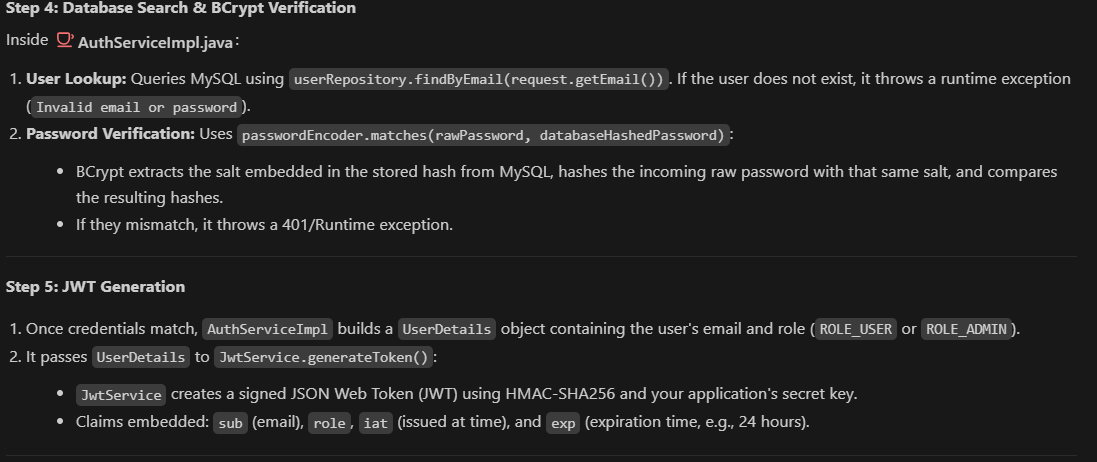 Step 4: Database Search & BCrypt Verification
Inside AuthServiceImpl.java:
1. User Lookup: Queries MySQL using userRepository.findByEmail(request.getEmail()). If the user does not exist, it throws a runtime exception
(Invalid email or password).
2. Password Verification: Uses passwordEncoder.matches(rawPassword, databaseHashedPassword):
• BCrypt extracts the salt embedded in the stored hash from MySQL, hashes the incoming raw password with that same salt, and compares
the resulting hashes.
• If they mismatch, it throws a 401/Runtime exception.
Step 5: JWT Generation
1. Once credentials match, AuthServiceImpl builds a UserDetails object containing the user's email and role (ROLE_USER or ROLE_ADMIN).
2. It passes UserDetails to JwtService.generateToken():
• JwtService creates a signed JSON Web Token (JWT) using HMAC-SHA256 and your application's secret key.
• Claims embedded: sub (email), role, iat (issued at time), and exp (expiration time, e.g., 24 hours).